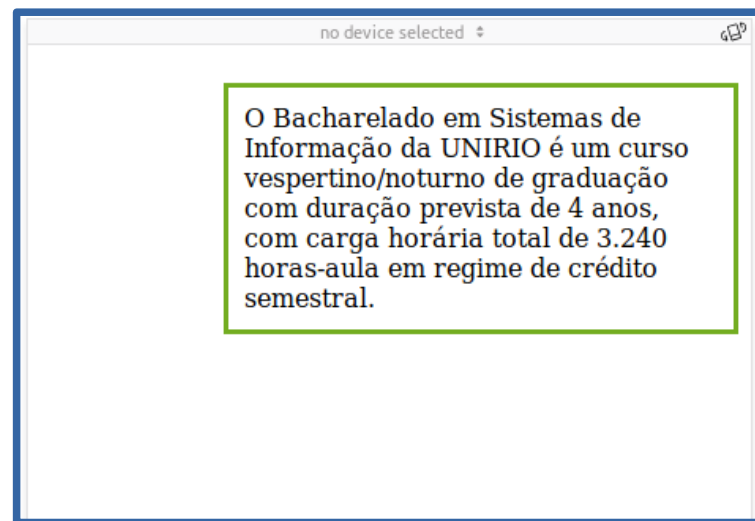 no device selected
O Bacharelado em Sistemas de
Informação da UNIRIO é um curso
vespertino/noturno de graduação
com duração prevista de 4 anos,
com carga horária total de 3.240
horas-aula em regime de crédito
semestral.